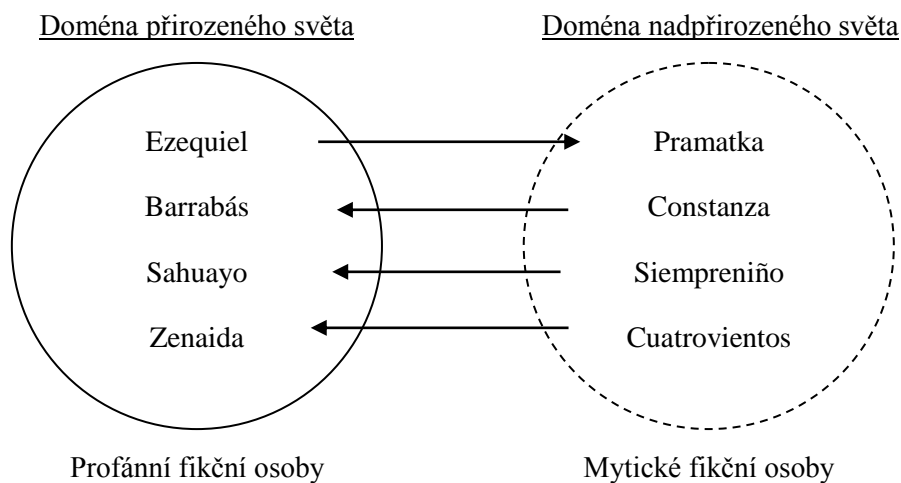 Doména přirozeného světa Doména nadpřirozeného světa
Ezequiel Pramatka
Barrabás Constanza
Sahuayo Siempreniño
Zenaida Cuatrovientos
Profánní fikční osoby Mytické fikční osoby